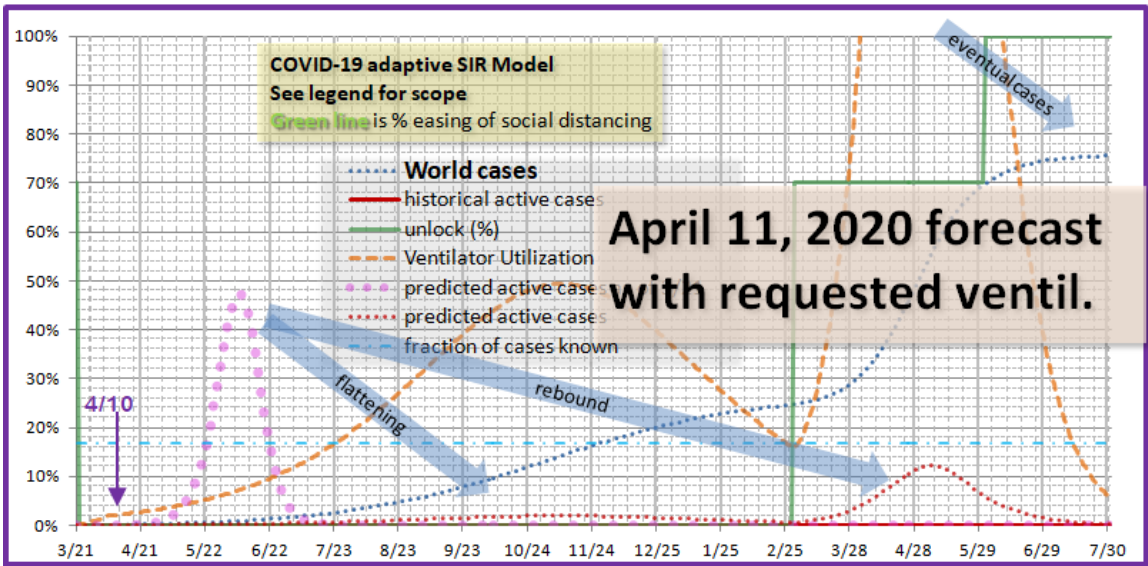 100%
90%
80%
70%
60%
50%
40%
30%
20%
10%
0%
COVID-19 adaptive SIR Model
See legend for scope
Green line is % easing of social distancing
World cases
historical active cases
unlock (%)
Ventilator Utilization
predicted active cases
predicted active cases
fraction of cases known
eventual cases
April 11, 2020 forecast
with requested ventil.
4/10
flattening
rebound
3/21 4/21 5/22 6/22 7/23 8/23 9/23 10/24 11/24 12/25 1/25 2/25 3/28 4/28 5/29 6/29 7/30